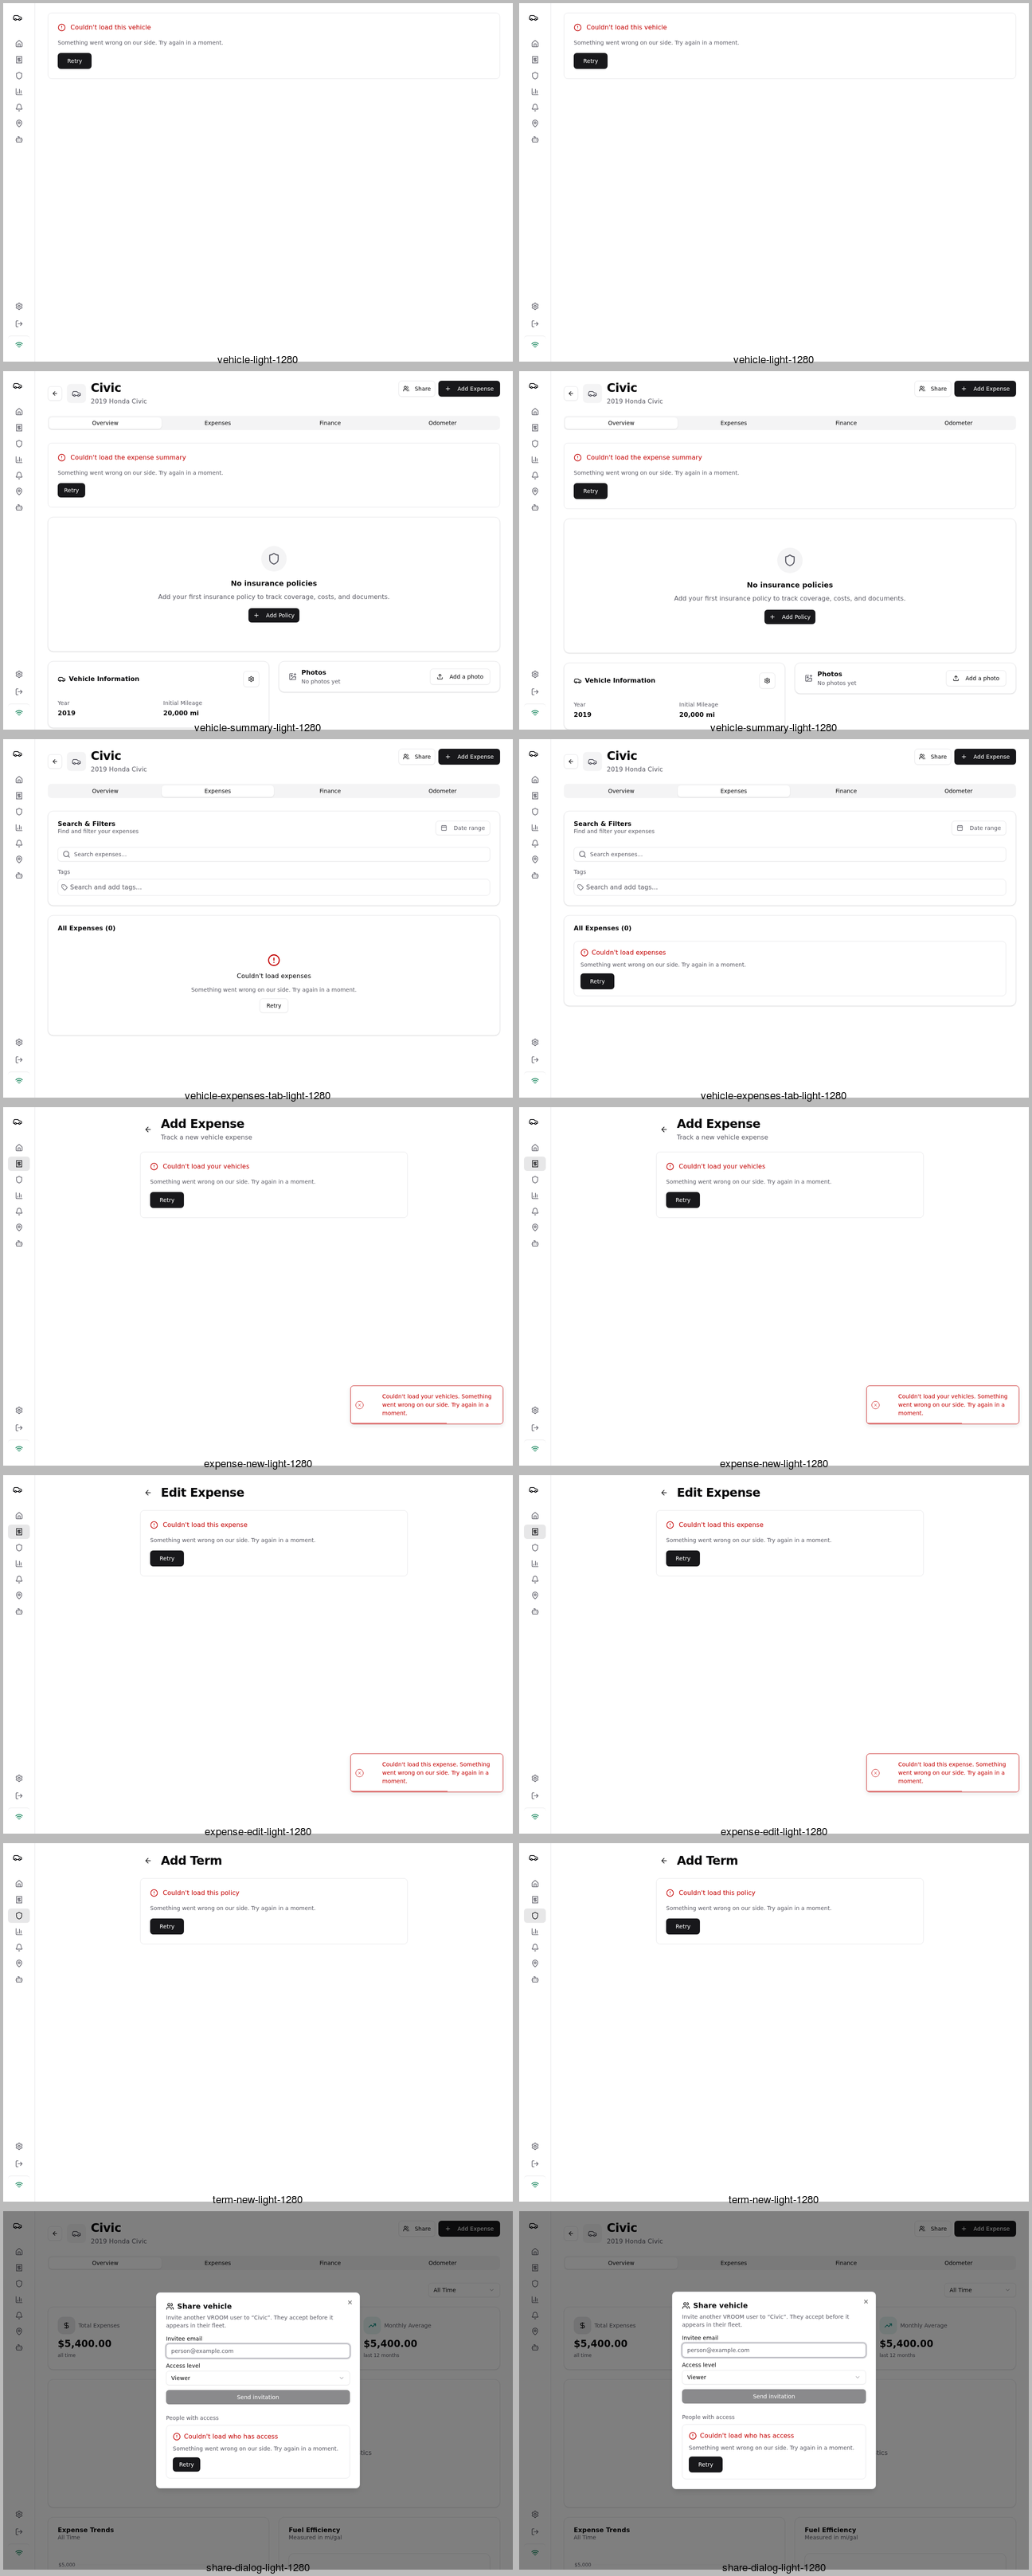 Couldn't load this vehicle
Something went wrong on our side. Try again in a moment.
Retry
vehicle-light-1280
Couldn't load this vehicle
Something went wrong on our side. Try again in a moment.
Retry
vehicle-light-1280
Civic
2019 Honda Civic
Share
Add Expense
Overview
Expenses
Finance
Odometer
Couldn't load the expense summary
Something went wrong on our side. Try again in a moment.
Retry
No insurance policies
Add your first insurance policy to track coverage, costs, and documents.
Add Policy
Vehicle Information
Year
2019
Initial Mileage
20,000 mi
Photos
No photos yet
Add a photo
vehicle-summary-light-1280
Civic
2019 Honda Civic
Share
Add Expense
Overview
Expenses
Finance
Odometer
Couldn't load the expense summary
Something went wrong on our side. Try again in a moment.
Retry
No insurance policies
Add your first insurance policy to track coverage, costs, and documents.
Add Policy
Vehicle Information
Year
2019
Initial Mileage
20,000 mi
Photos
No photos yet
Add a photo
vehicle-summary-light-1280
Civic
2019 Honda Civic
Share
Add Expense
Overview
Expenses
Finance
Odometer
Search & Filters
Find and filter your expenses
Date range
Search expenses...
Tags
Search and add tags...
All Expenses (0)
Couldn't load expenses
Something went wrong on our side. Try again in a moment.
Retry
vehicle-expenses-tab-light-1280
Civic
2019 Honda Civic
Share
Add Expense
Overview
Expenses
Finance
Odometer
Search & Filters
Find and filter your expenses
Date range
Search expenses...
Tags
Search and add tags...
All Expenses (0)
Couldn't load expenses
Something went wrong on our side. Try again in a moment.
Retry
vehicle-expenses-tab-light-1280
Add Expense
Track a new vehicle expense
Couldn't load your vehicles
Something went wrong on our side. Try again in a moment.
Retry
Couldn't load your vehicles. Something
went wrong on our side. Try again in a
moment.
expense-new-light-1280
Add Expense
Track a new vehicle expense
Couldn't load your vehicles
Something went wrong on our side. Try again in a moment.
Retry
Couldn't load your vehicles. Something
went wrong on our side. Try again in a
moment.
expense-new-light-1280
Edit Expense
Couldn't load this expense
Something went wrong on our side. Try again in a moment.
Retry
Couldn't load this expense. Something
went wrong on our side. Try again in a
moment.
expense-edit-light-1280
Edit Expense
Couldn't load this expense
Something went wrong on our side. Try again in a moment.
Retry
Couldn't load this expense. Something
went wrong on our side. Try again in a
moment.
expense-edit-light-1280
Add Term
Couldn't load this policy
Something went wrong on our side. Try again in a moment.
Retry
term-new-light-1280
Add Term
Couldn't load this policy
Something went wrong on our side. Try again in a moment.
Retry
term-new-light-1280
Civic
2019 Honda Civic
Share
Add Expense
Overview
Expenses
Finance
Odometer
All Time
Total Expenses
$5,400.00
all time
Monthly Average
$5,400.00
last 12 months
Share vehicle
Invite another VROOM user to "Civic". They accept before it
appears in their fleet.
Invitee email
person@example.com
Access level
Viewer
Send invitation
People with access
Couldn't load who has access
Something went wrong on our side. Try again in a moment.
Retry
tics
Expense Trends
All Time
$5,000
Fuel Efficiency
Measured in mi/gal
share-dialog-light-1280
Civic
2019 Honda Civic
Share
Add Expense
Overview
Expenses
Finance
Odometer
All Time
Total Expenses
$5,400.00
all time
Monthly Average
$5,400.00
last 12 months
Share vehicle
Invite another VROOM user to "Civic". They accept before it
appears in their fleet.
Invitee email
person@example.com
Access level
Viewer
Send invitation
People with access
Couldn't load who has access
Something went wrong on our side. Try again in a moment.
Retry
tics
Expense Trends
All Time
$5,000
Fuel Efficiency
Measured in mi/gal
share-dialog-light-1280